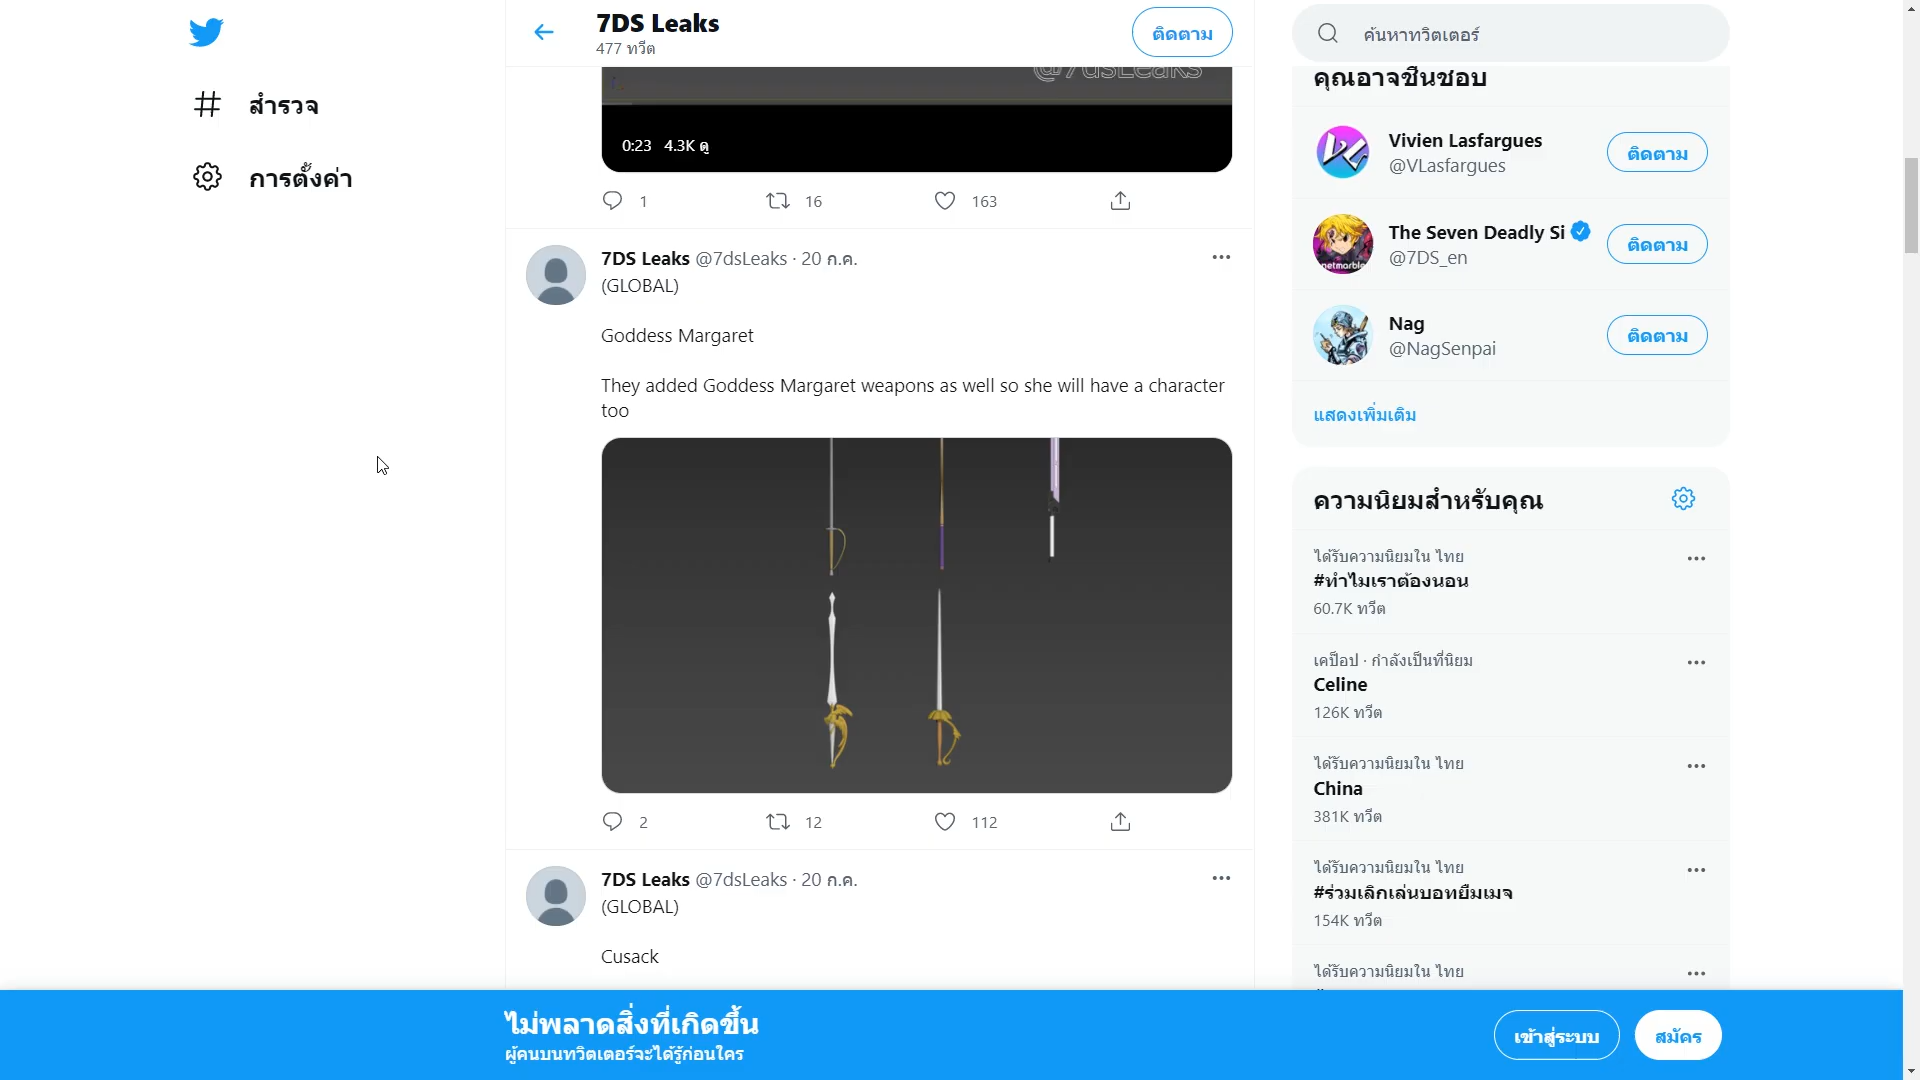 7DS Leaks
477 ทวีต
ติดตาม
ค้นหาทวิตเตอร์
สำรวจ
การตั้งค่า
@7dsLeaks
0:23 4.3K ดู
1 16 163
7DS Leaks @7dsLeaks · 20 ก.ค.
(GLOBAL)
Goddess Margaret
They added Goddess Margaret weapons as well so she will have a character
too
2 12 112
7DS Leaks @7dsLeaks · 20 ก.ค.
(GLOBAL)
Cusack
คุณอาจชื่นชอบ
Vivien Lasfargues
@VLasfargues
ติดตาม
The Seven Deadly Si
@7DS_en
ติดตาม
netmarble
Nag
@NagSenpai
ติดตาม
แสดงเพิ่มเติม
ความนิยมสำหรับคุณ
ได้รับความนิยมใน ไทย
#ทำไมเราต้องนอน
60.7K ทวีต
เคป็อป · กำลังเป็นที่นิยม
Celine
126K ทวีต
ได้รับความนิยมใน ไทย
China
381K ทวีต
ได้รับความนิยมใน ไทย
#ร่วมเลิกเล่นบอทยืมเมจ
154K ทวีต
ได้รับความนิยมใน ไทย
ไม่พลาดสิ่งที่เกิดขึ้น
ผู้คนบนทวิตเตอร์จะได้รู้ก่อนใคร
เข้าสู่ระบบ
สมัคร